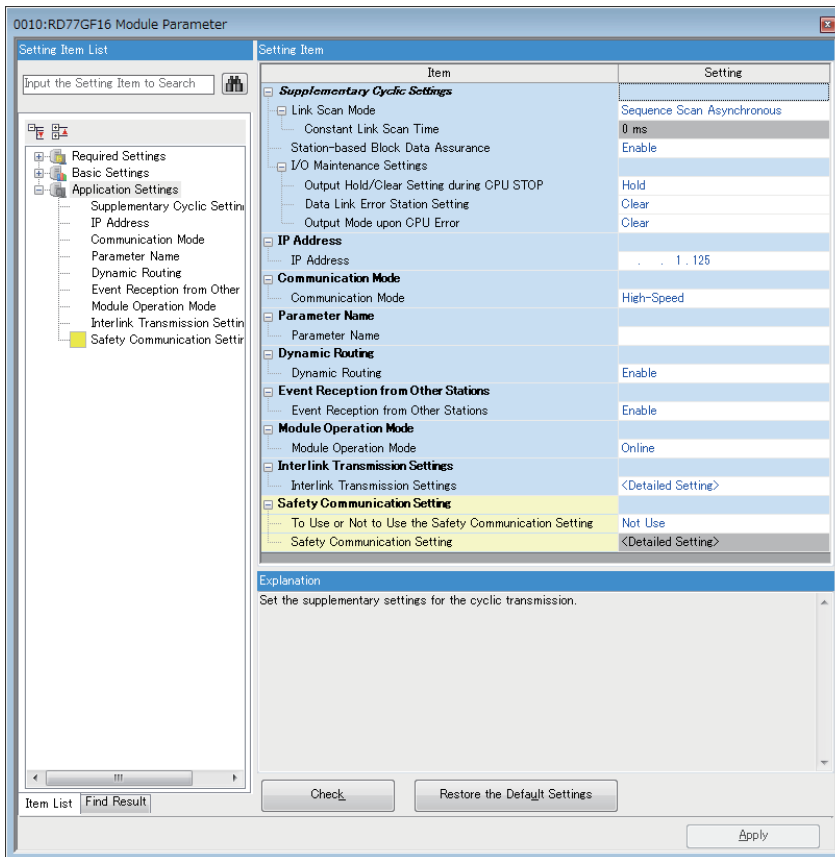 0010:RD77GF16 Module Parameter
Setting Item List
Input the Setting Item to Search
Required Settings
Basic Settings
Application Settings
Supplementary Cyclic Settin
IP Address
Communication Mode
Parameter Name
Dynamic Routing
Event Reception from Other
Module Operation Mode
Interlink Transmission Settin
Safety Communication Settir
Item List Find Result
Setting Item
Item Setting
Supplementary Cyclic Settings
Link Scan Mode Sequence Scan Asynchronous
Constant Link Scan Time 0 ms
Station-based Block Data Assurance Enable
I/O Maintenance Settings
Output Hold/Clear Setting during CPU STOP Hold
Data Link Error Station Setting Clear
Output Mode upon CPU Error Clear
IP Address
IP Address . . 1 . 125
Communication Mode
Communication Mode High-Speed
Parameter Name
Parameter Name
Dynamic Routing
Dynamic Routing Enable
Event Reception from Other Stations
Event Reception from Other Stations Enable
Module Operation Mode
Module Operation Mode Online
Interlink Transmission Settings
Interlink Transmission Settings <Detailed Setting>
Safety Communication Setting
To Use or Not to Use the Safety Communication Setting Not Use
Safety Communication Setting <Detailed Setting>
Explanation
Set the supplementary settings for the cyclic transmission.
Check Restore the Default Settings
Apply